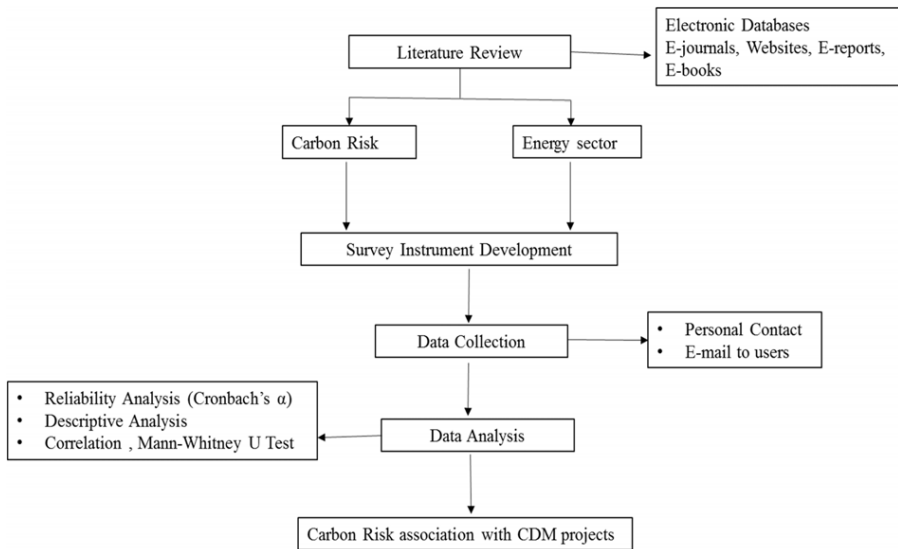 Literature Review
Electronic Databases
E-journals, Websites, E-reports,
E-books
Carbon Risk
Energy sector
Survey Instrument Development
Data Collection
• Personal Contact
• E-mail to users
• Reliability Analysis (Cronbach's α)
• Descriptive Analysis
• Correlation , Mann-Whitney U Test
Data Analysis
Carbon Risk association with CDM projects